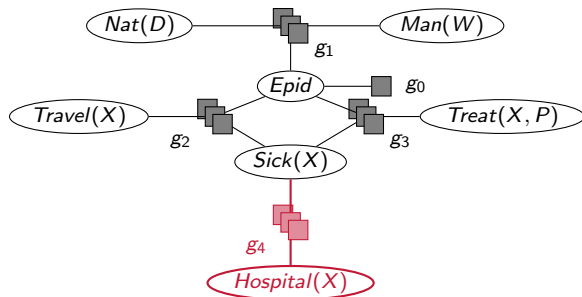 Nat(D) Man(W)
g1
Epid g0
Travel(X) Treat(X, P)
g2 g3
Sick(X)
g4
Hospital(X)